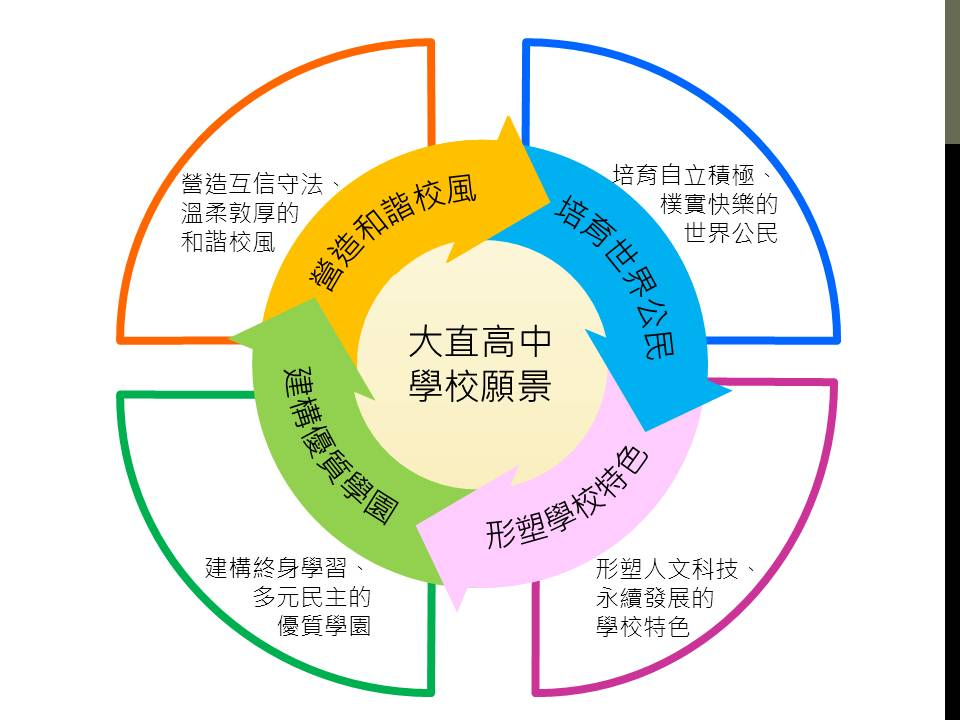 營造互信守法、
溫柔敦厚的
和諧校風
培育自立積極、
樸實快樂的
世界公民
營造和諧校風
培育世界公民
大直高中
學校願景
建構優質學園
形塑學校特色
建構終身學習、
多元民主的
優質學園
形塑人文科技、
永續發展的
學校特色